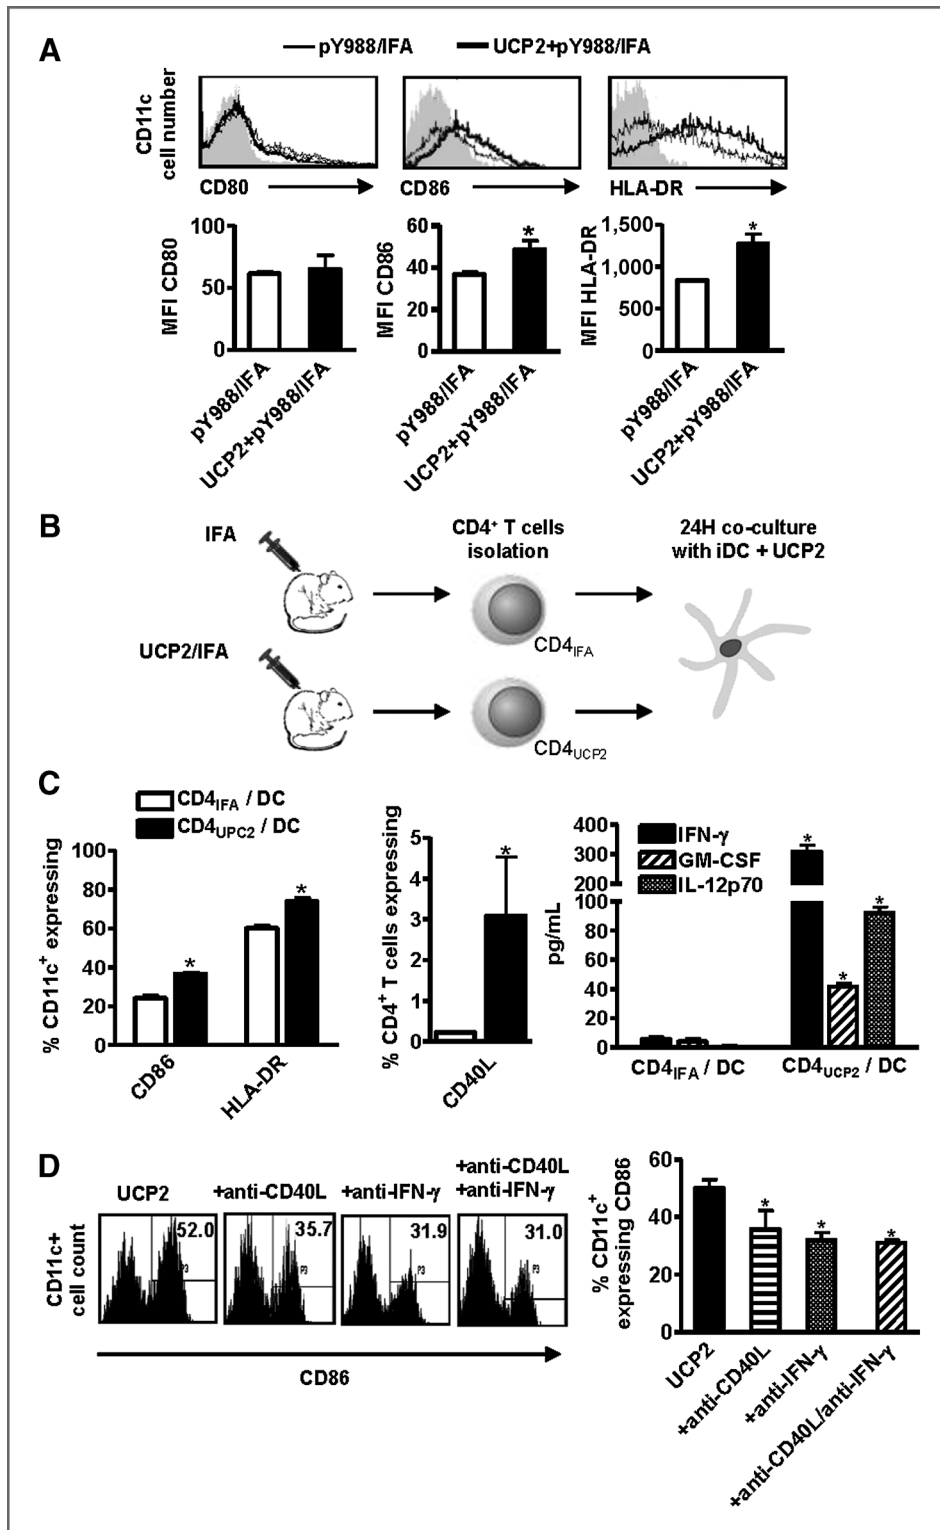 A
pY988/IFA
UCP2+pY988/IFA
CD11c
cell number
CD80
CD86
HLA-DR
MFI CD80
100
50
0
pY988/IFA
UCP2+pY988/IFA
MFI CD86
60
40
20
0
*
pY988/IFA
UCP2+pY988/IFA
MFI HLA-DR
1,500
1,000
500
0
*
pY988/IFA
UCP2+pY988/IFA
B
IFA
CD4+ T cells
isolation
24H co-culture
with iDC + UCP2
CD4IFA
UCP2/IFA
CD4UCP2
C
CD4IFA / DC
CD4UPC2 / DC
% CD11c+ expressing
100
80
60
40
20
0
*
*
CD86
HLA-DR
% CD4+ T cells expressing
5
4
3
2
1
0
*
CD40L
pg/mL
400
300
200
100
80
60
40
20
0
IFN-γ
GM-CSF
IL-12p70
*
*
*
CD4IFA / DC
CD4UCP2 / DC
D
CD11c+
cell count
UCP2
+anti-CD40L
+anti-IFN-γ
+anti-CD40L
+anti-IFN-γ
52.0
35.7
31.9
31.0
P3
P3
P3
P3
CD86
% CD11c+
expressing CD86
60
40
20
0
*
*
*
UCP2
+anti-CD40L
+anti-IFN-γ
+anti-CD40L/anti-IFN-γ